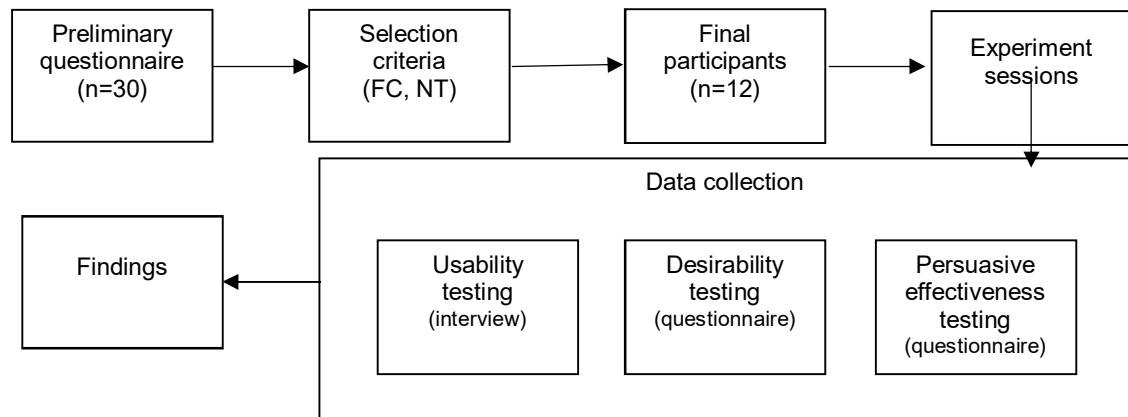 Preliminary
questionnaire
(n=30)
Selection
criteria
(FC, NT)
Final
participants
(n=12)
Experiment
sessions
Data collection
Findings
Usability
testing
(interview)
Desirability
testing
(questionnaire)
Persuasive
effectiveness
testing
(questionnaire)